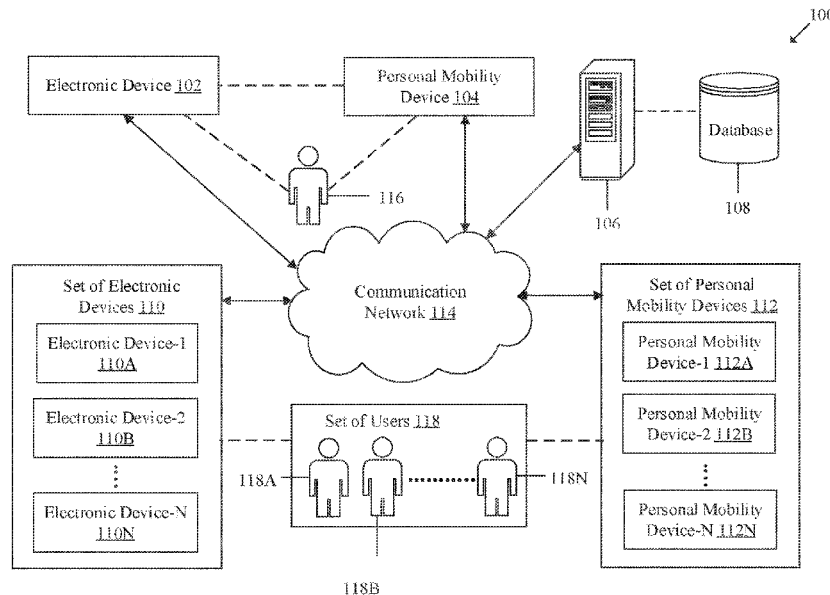 100
Electronic Device 102
Personal Mobility
Device 104
Database
116
106
108
Set of Electronic
Devices 110
Communication
Network 114
Set of Personal
Mobility Devices 112
Electronic Device-1
110A
Personal Mobility
Device-1 112A
Electronic Device-2
110B
Set of Users 118
Personal Mobility
Device-2 112B
118A
118N
Electronic Device-N
110N
Personal Mobility
Device-N 112N
118B